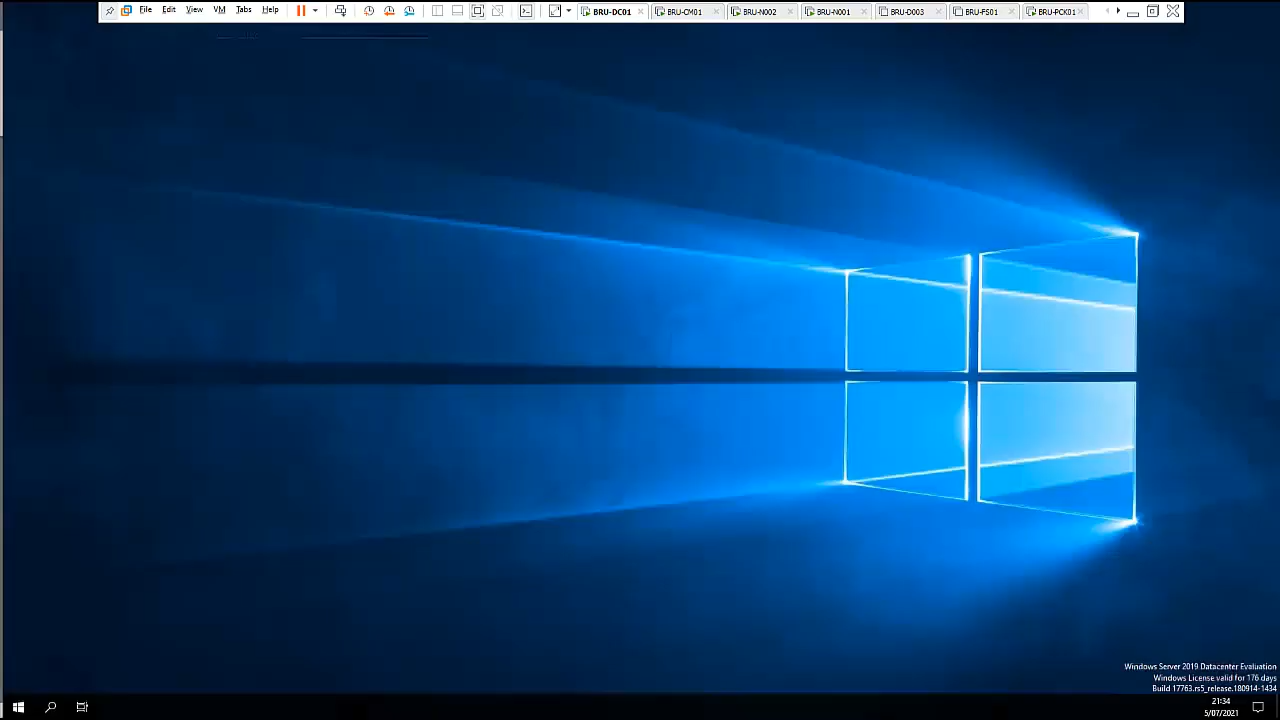 File Edit View VM Tabs Help BRU-DC01 BRU-CM01 BRU-N002 BRU-N001 BRU-D003 BRU-FS01 BRU-PCK01
Windows Server 2019 Datacenter Evaluation
Windows License valid for 176 days
Build 17763.rs5_release.180914-1434
21:34
5/07/2021